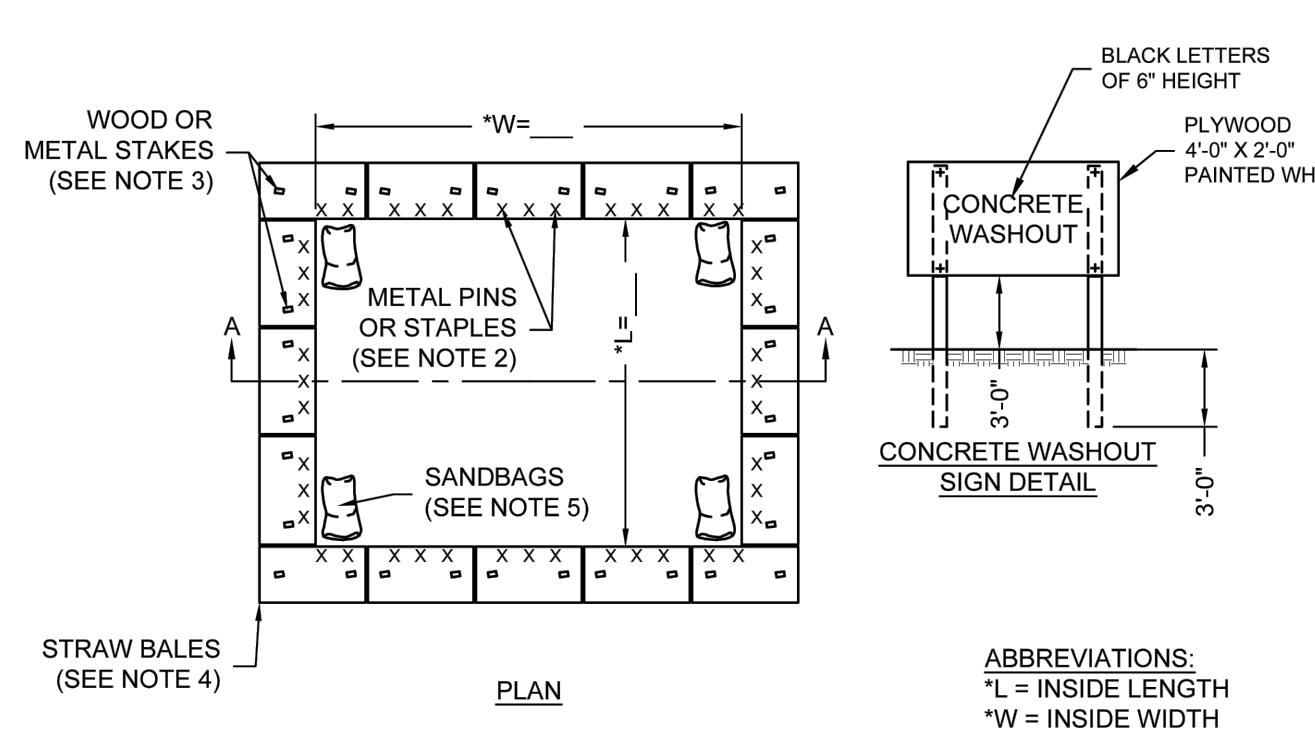 WOOD OR
METAL STAKES
(SEE NOTE 3)
*W=___
METAL PINS
OR STAPLES
(SEE NOTE 2)
*L=___
A
A
SANDBAGS
(SEE NOTE 5)
STRAW BALES
(SEE NOTE 4)
PLAN
BLACK LETTERS
OF 6" HEIGHT
PLYWOOD
4'-0" X 2'-0"
PAINTED WH
CONCRETE
WASHOUT
3'-0"
3'-0"
CONCRETE WASHOUT
SIGN DETAIL
ABBREVIATIONS:
*L = INSIDE LENGTH
*W = INSIDE WIDTH